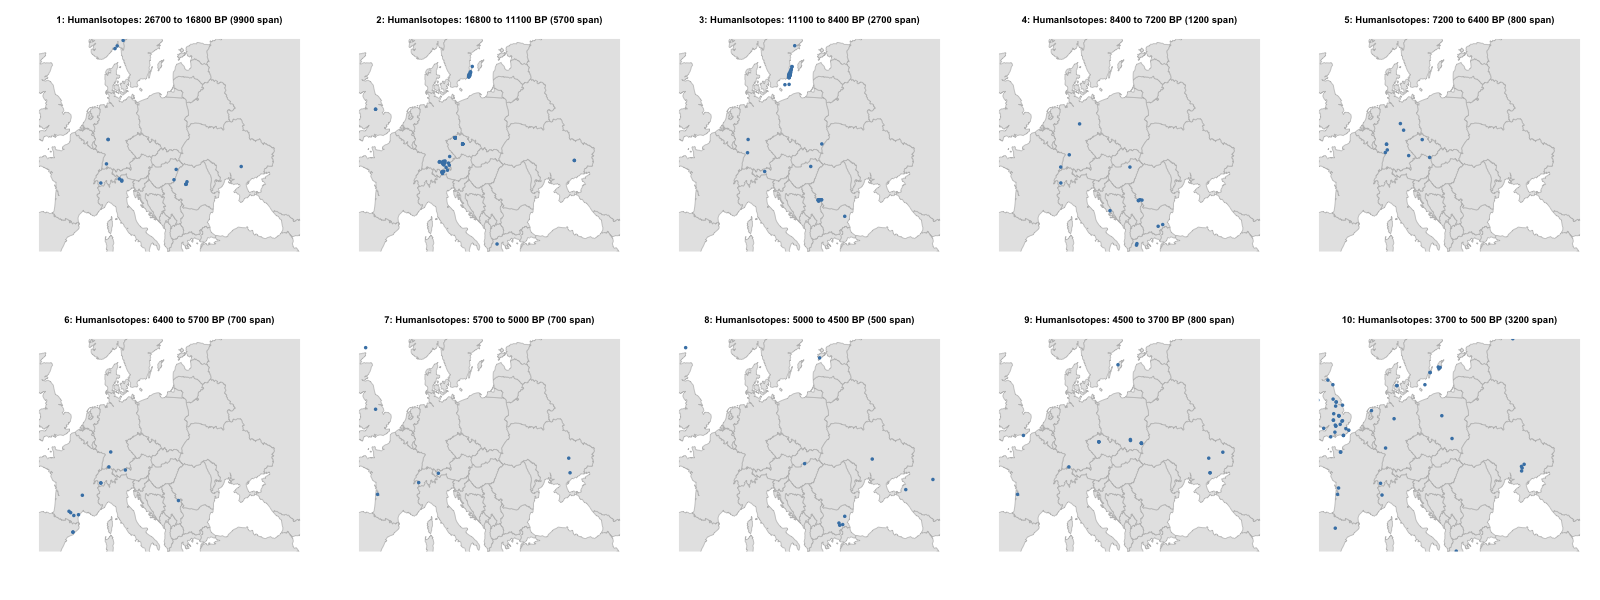 1: HumanIsotopes: 26700 to 16800 BP (9900 span)
2: HumanIsotopes: 16800 to 11100 BP (5700 span)
3: HumanIsotopes: 11100 to 8400 BP (2700 span)
4: HumanIsotopes: 8400 to 7200 BP (1200 span)
5: HumanIsotopes: 7200 to 6400 BP (800 span)
6: HumanIsotopes: 6400 to 5700 BP (700 span)
7: HumanIsotopes: 5700 to 5000 BP (700 span)
8: HumanIsotopes: 5000 to 4500 BP (500 span)
9: HumanIsotopes: 4500 to 3700 BP (800 span)
10: HumanIsotopes: 3700 to 500 BP (3200 span)